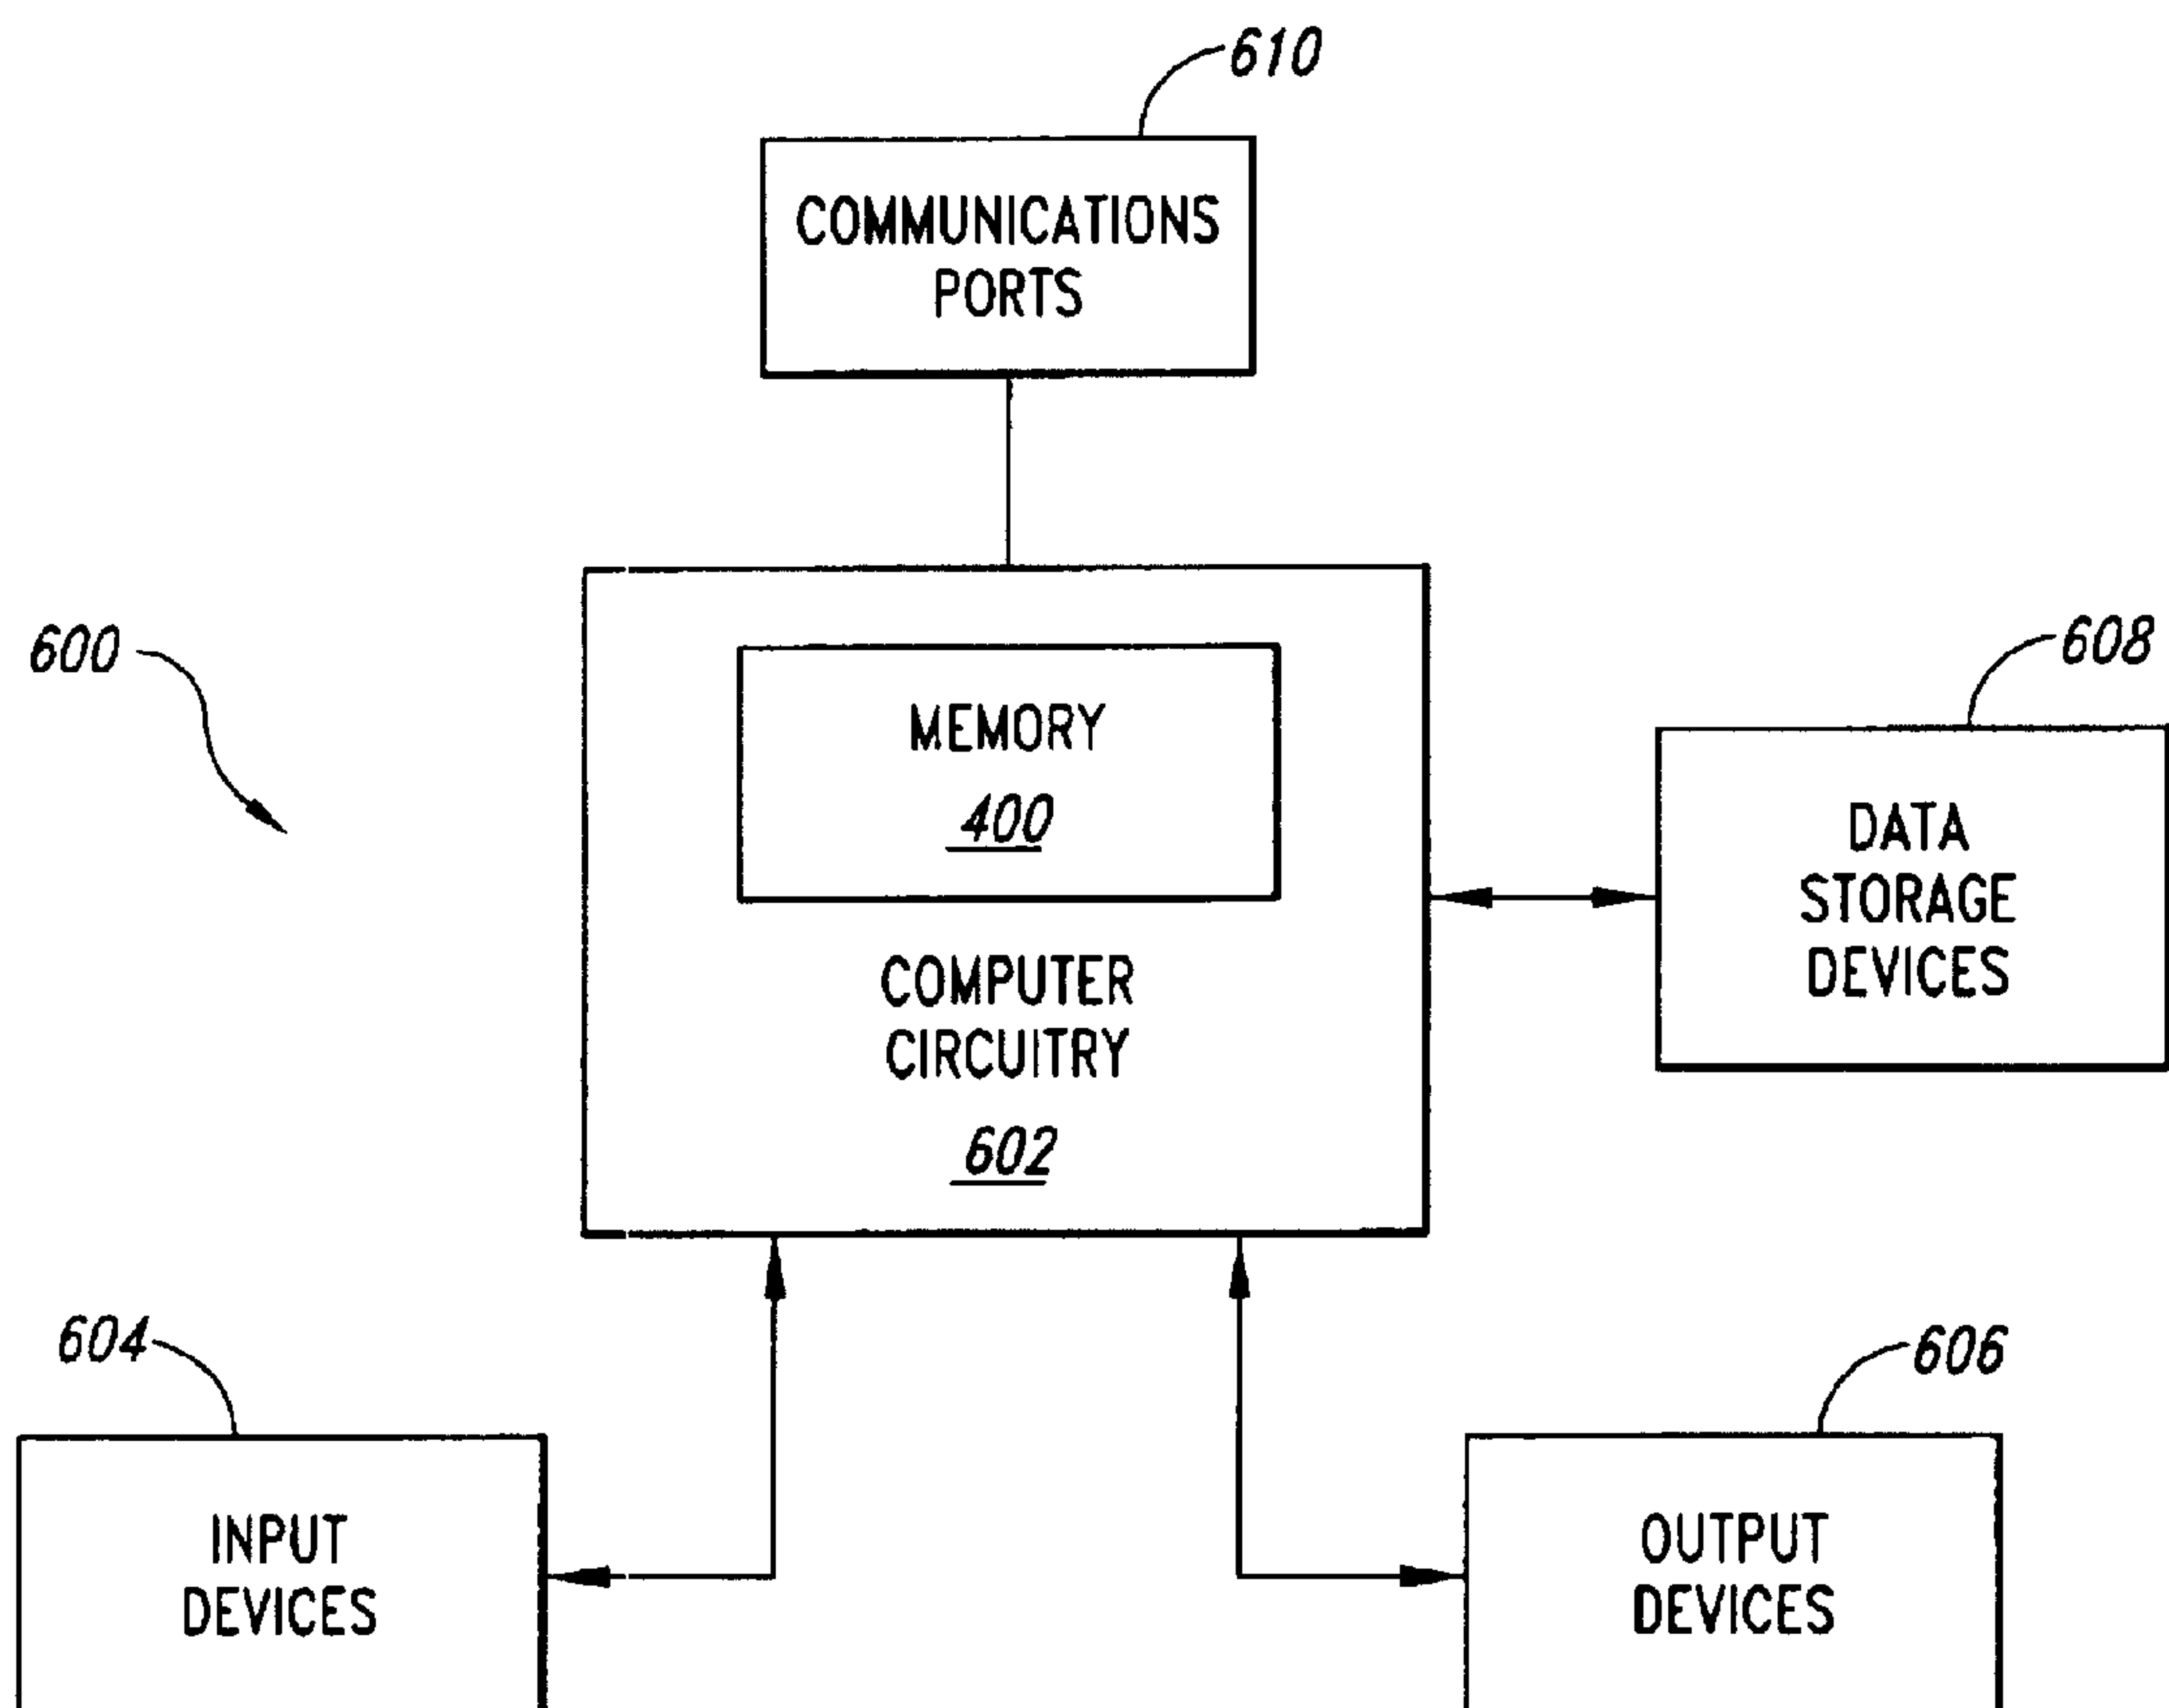 610
COMMUNICATIONS
PORTS
600
608
MEMORY
400
DATA
STORAGE
DEVICES
COMPUTER
CIRCUITRY
602
604
606
INPUT
DEVICES
OUTPUT
DEVICES